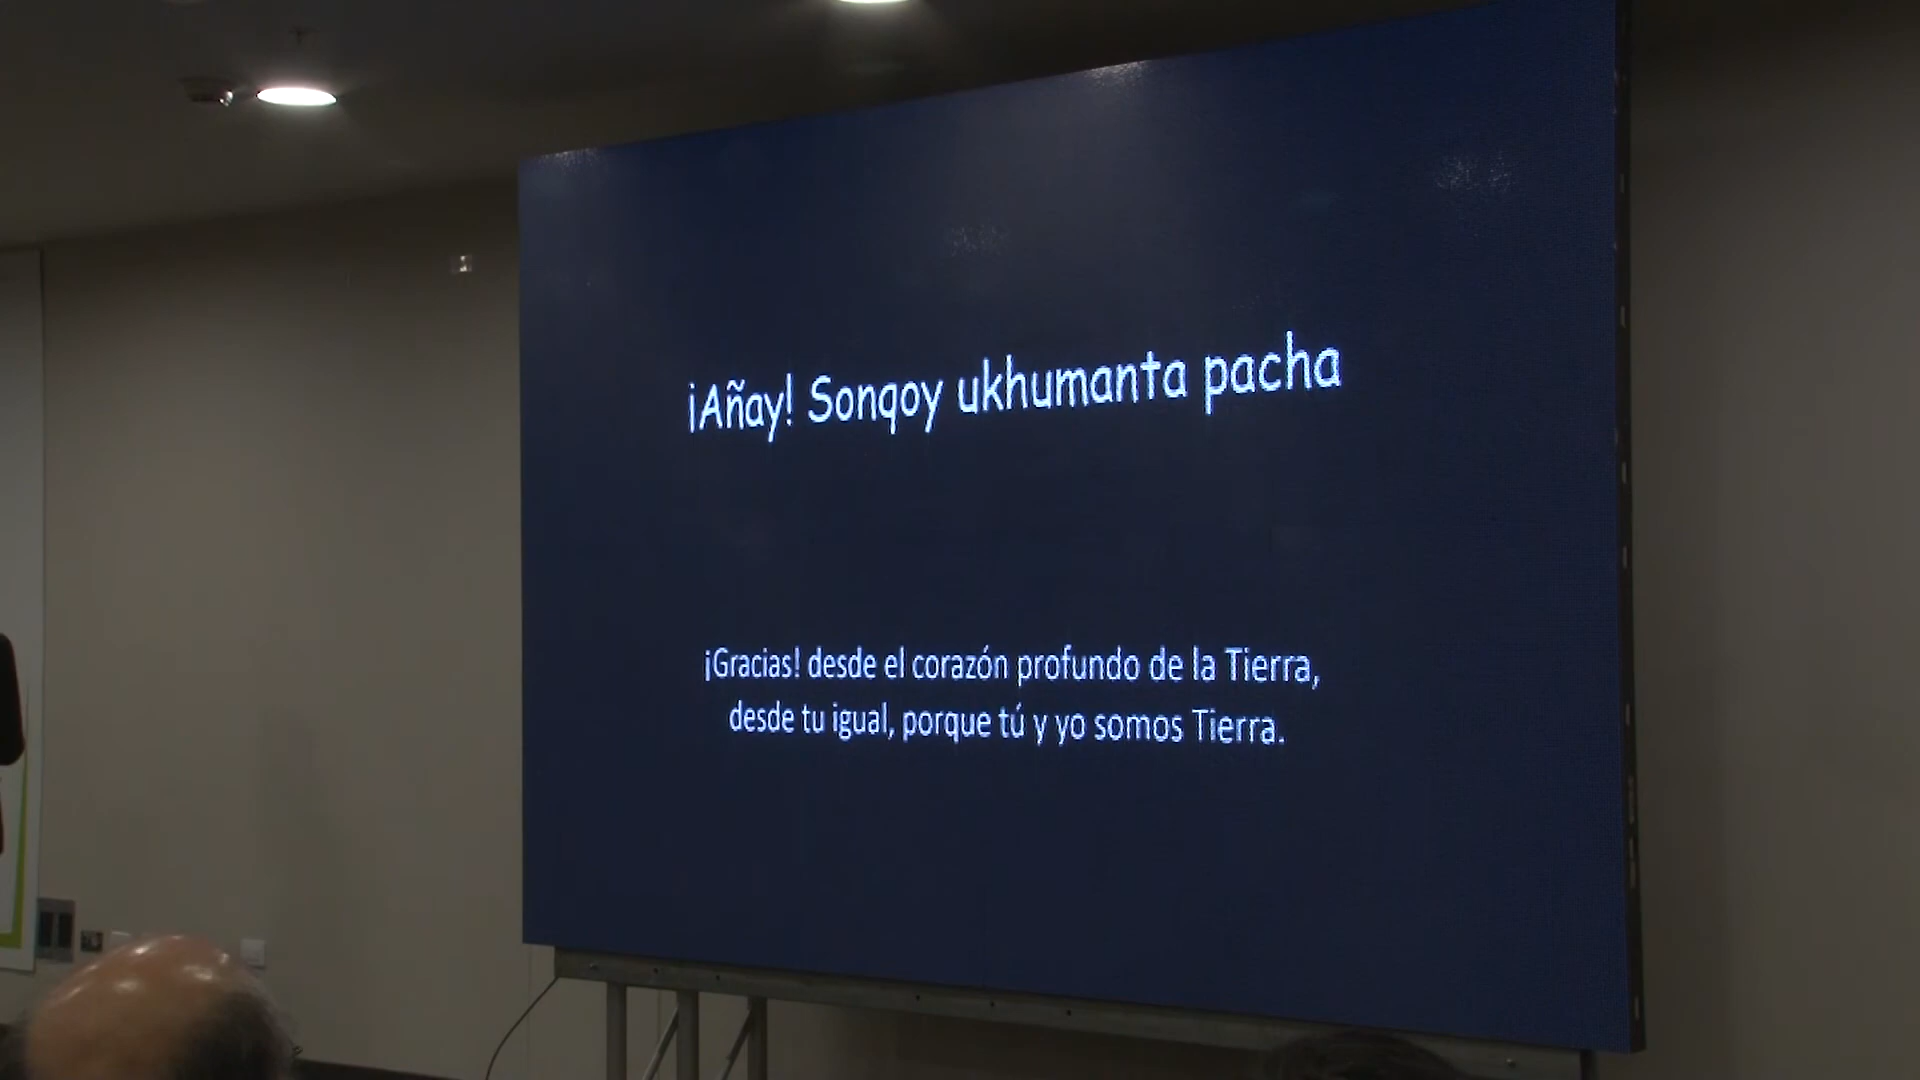 ¡Añay! Sonqoy ukhumanta pacha
¡Gracias! desde el corazón profundo de la Tierra,
desde tu igual, porque tú y yo somos Tierra.